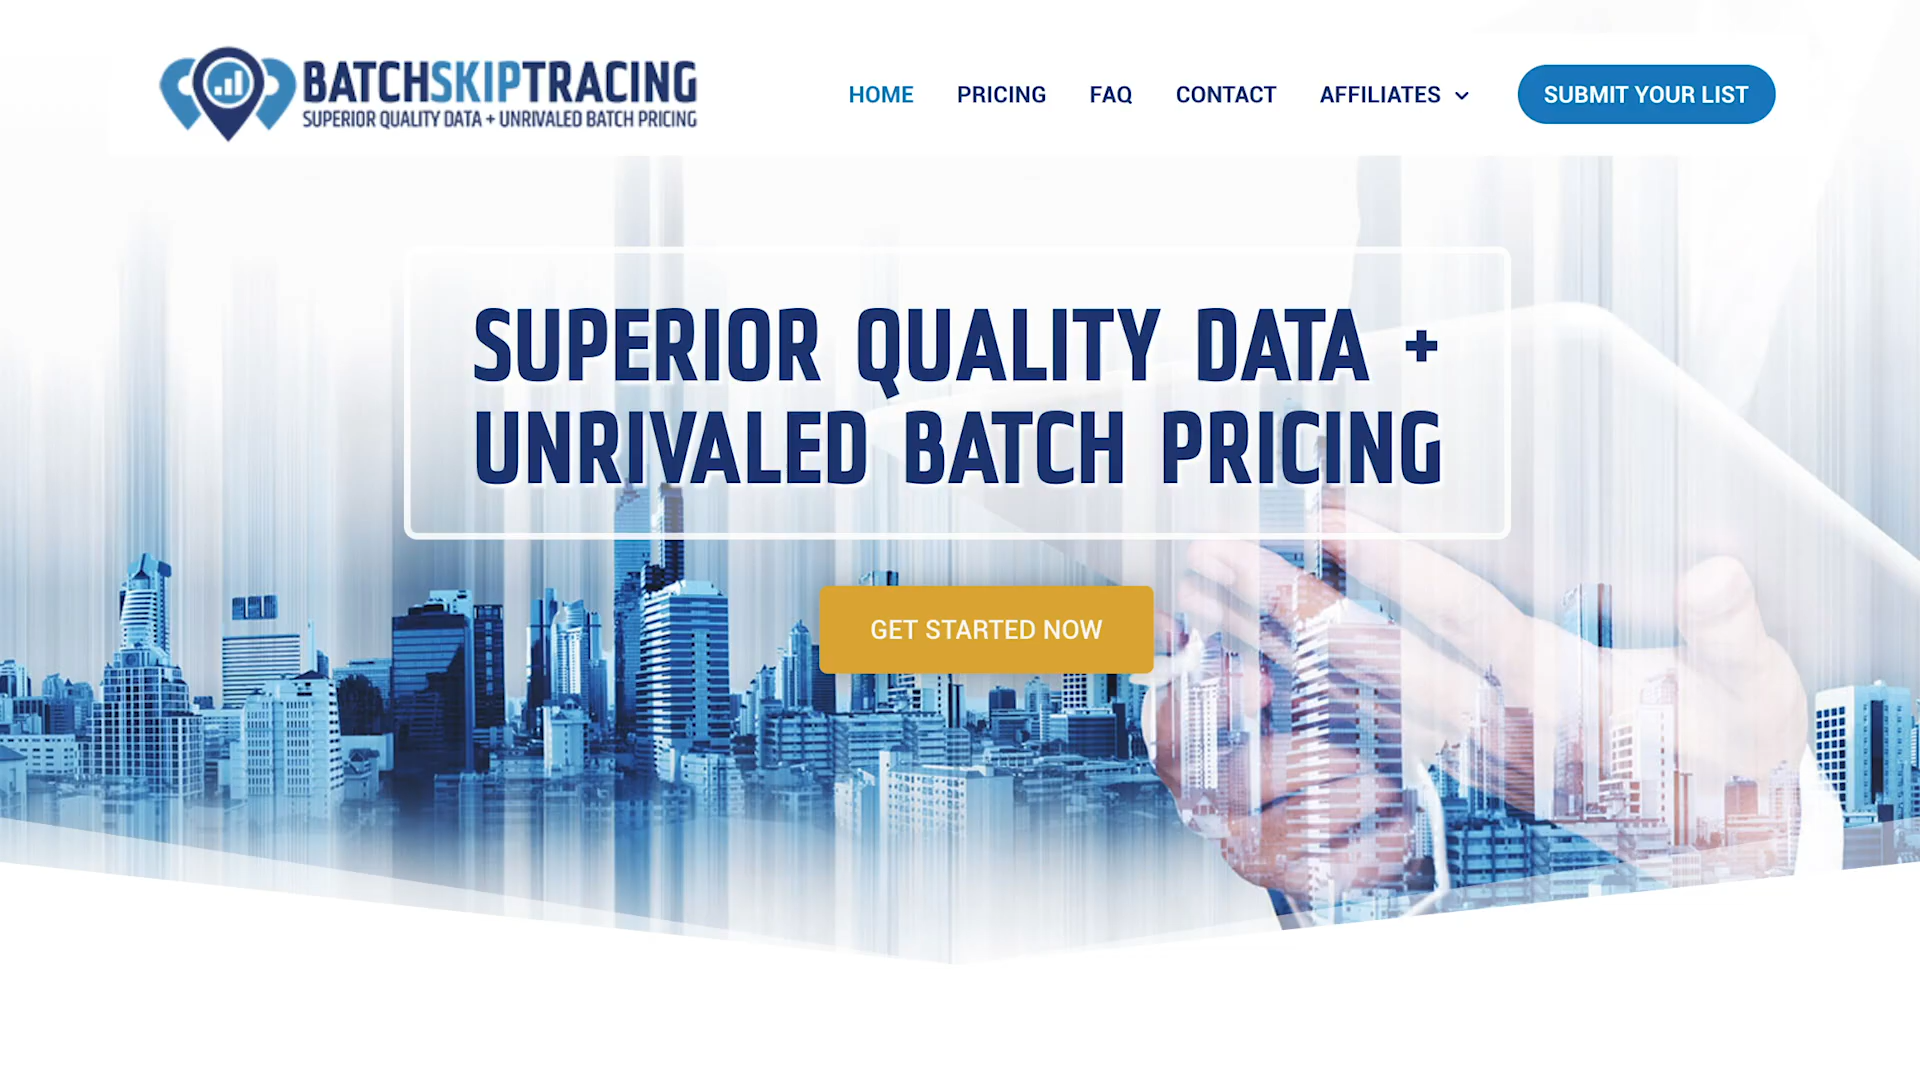 BATCHSKIPTRACING
SUPERIOR QUALITY DATA + UNRIVALED BATCH PRICING
HOME
PRICING
FAQ
CONTACT
AFFILIATES
SUBMIT YOUR LIST
SUPERIOR QUALITY DATA +
UNRIVALED BATCH PRICING
GET STARTED NOW